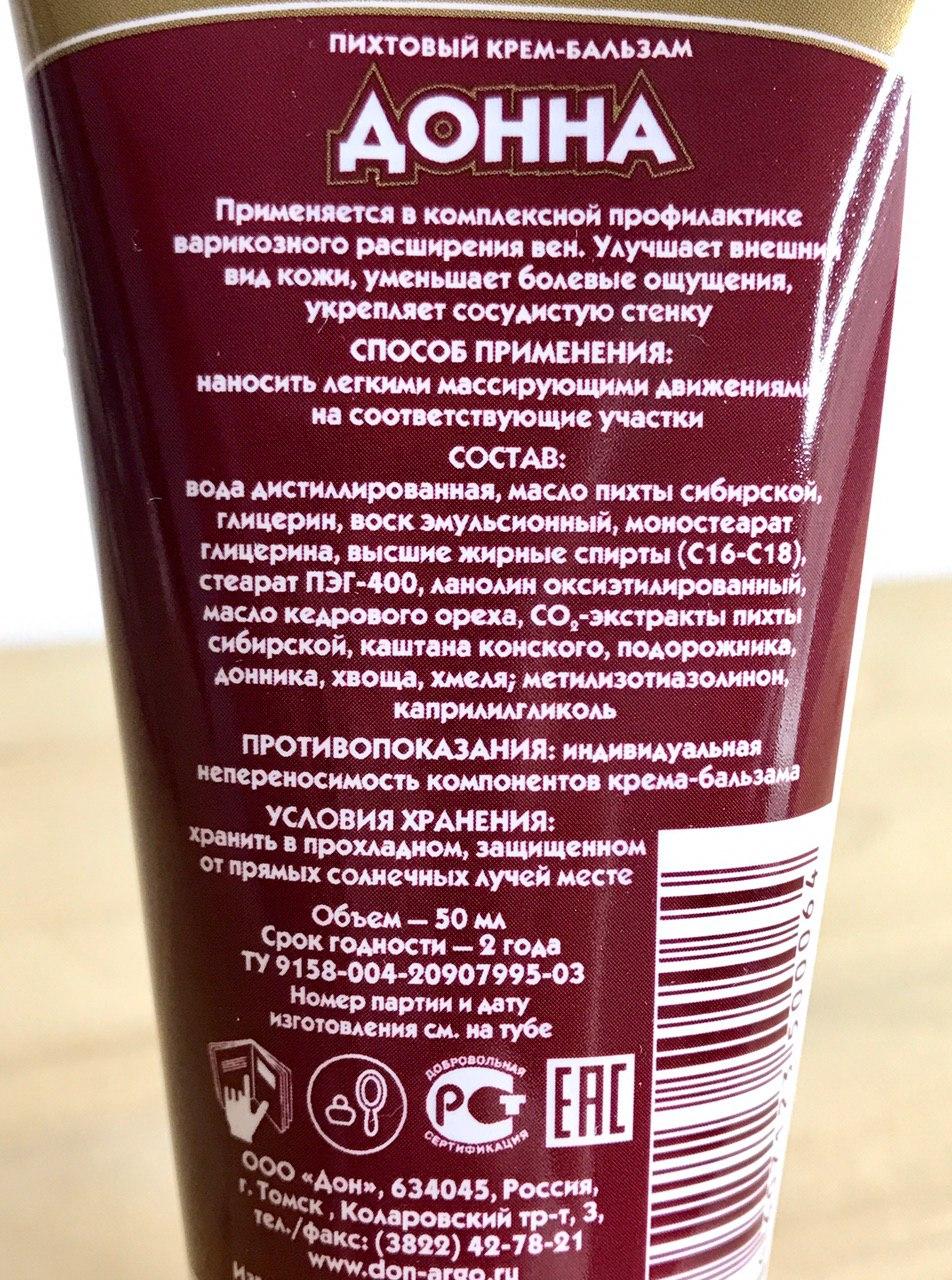 ПИХТОВЫЙ КРЕМ-БАЛЬЗАМ
ДОННА
Применяется в комплексной профилактике
варикозного расширения вен. Улучшает
вид кожи, уменьшает болевые ощущения,
укрепляет сосудистую стенку
СПОСОБ ПРИМЕНЕНИЯ:
наносить легкими массирующими движениями
на соответствующие участки
СОСТАВ:
вода дистиллированная, масло пихты сибирской,
глицерин, воск эмульсионный, моностеарат
глицерина, высшие жирные спирты (С16-С18),
стеарат ПЭГ-400, ланолин оксиэтилированный,
масло кедрового ореха, СО₂-экстракты пихты
сибирской, каштана конского, подорожника,
донника, хвоща, хмеля; метилизотиазолинон,
каприлилгликоль
ПРОТИВОПОКАЗАНИЯ: индивидуальная
непереносимость компонентов крема-бальзама
УСЛОВИЯ ХРАНЕНИЯ:
хранить в прохладном, защищенном
от прямых солнечных лучей месте
Объем — 50 мл
Срок годности — 2 года
ТУ 9158-004-20907995-03
Номер партии и дату
изготовления см. на тубе
ДОБРОВОЛЬНАЯ
РСТ
СЕРТИФИКАЦИЯ
ЕАС
ООО «Дон», 634045, Россия,
г. Томск, Коларовский тр-т, 3,
тел./факс: (3822) 42-78-21
www.don-argo.ru